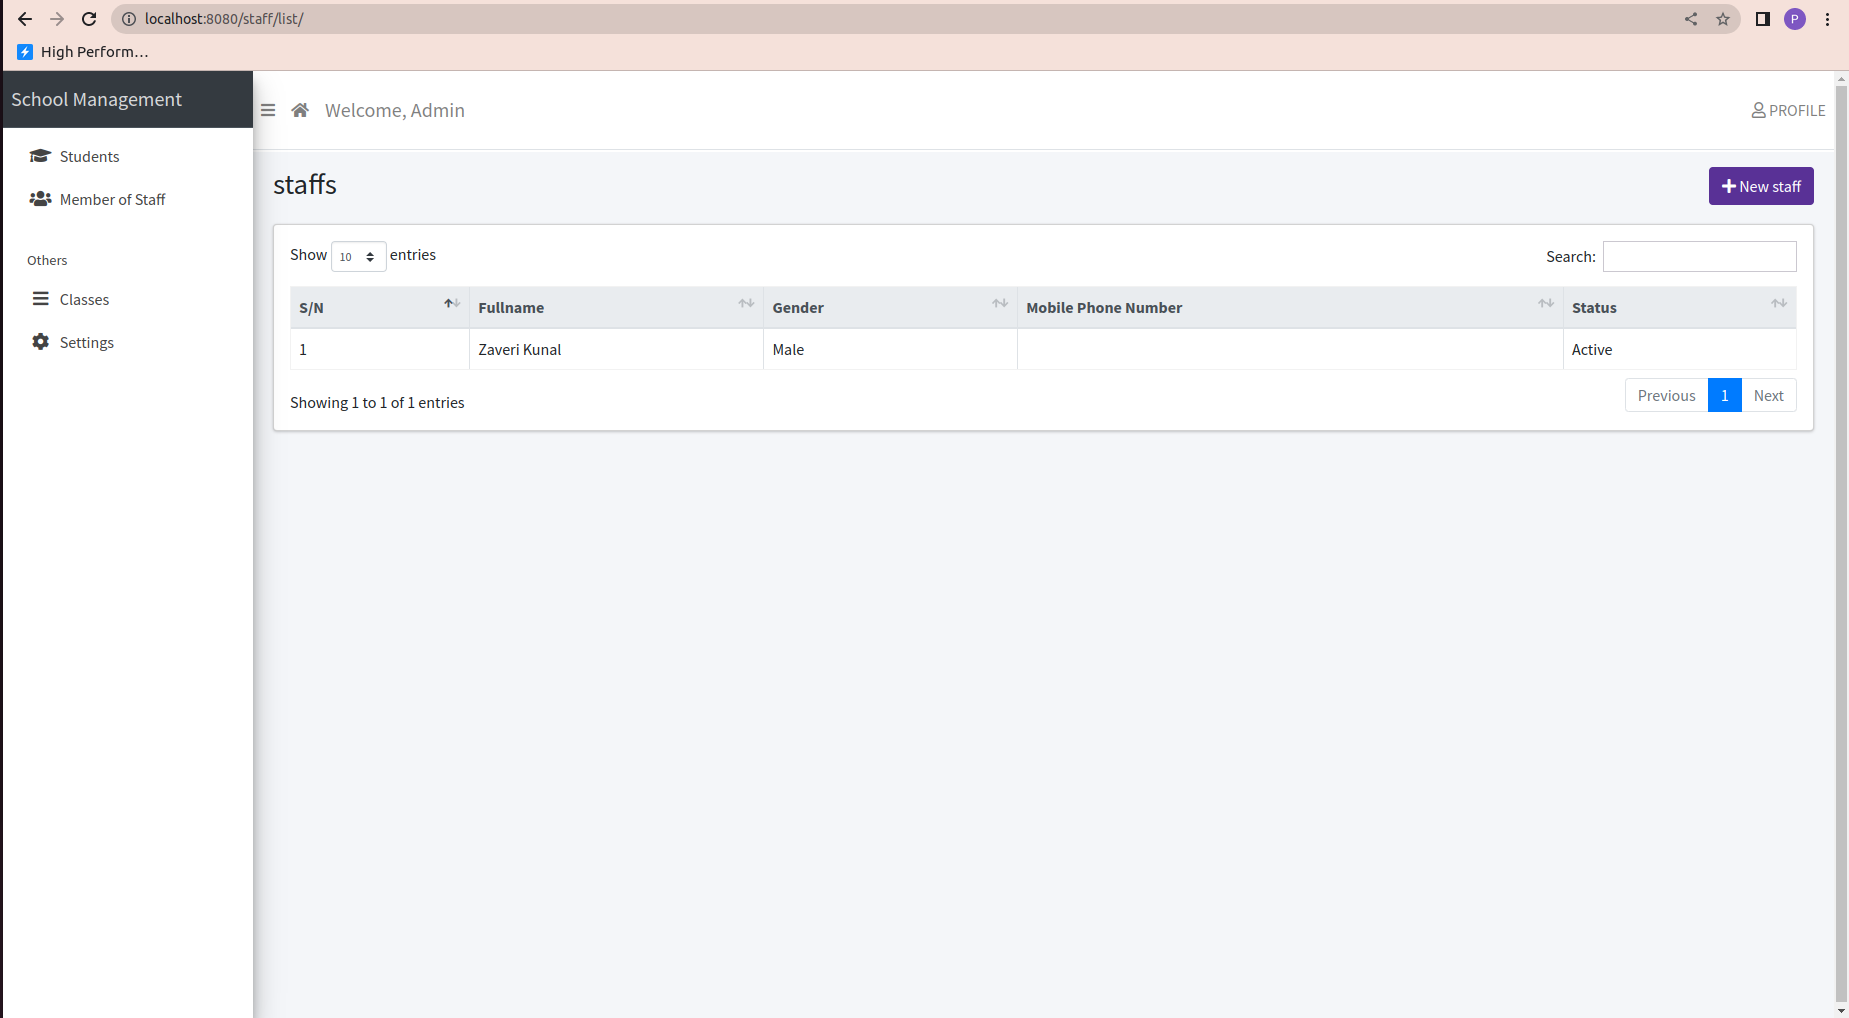 localhost:8080/staff/list/
P
High Perform...
School Management
Welcome, Admin
PROFILE
Students
Member of Staff
Others
Classes
Settings
staffs
New staff
Show 10 entries
Search:
S/N Fullname Gender Mobile Phone Number Status
1 Zaveri Kunal Male Active
Showing 1 to 1 of 1 entries
Previous 1 Next